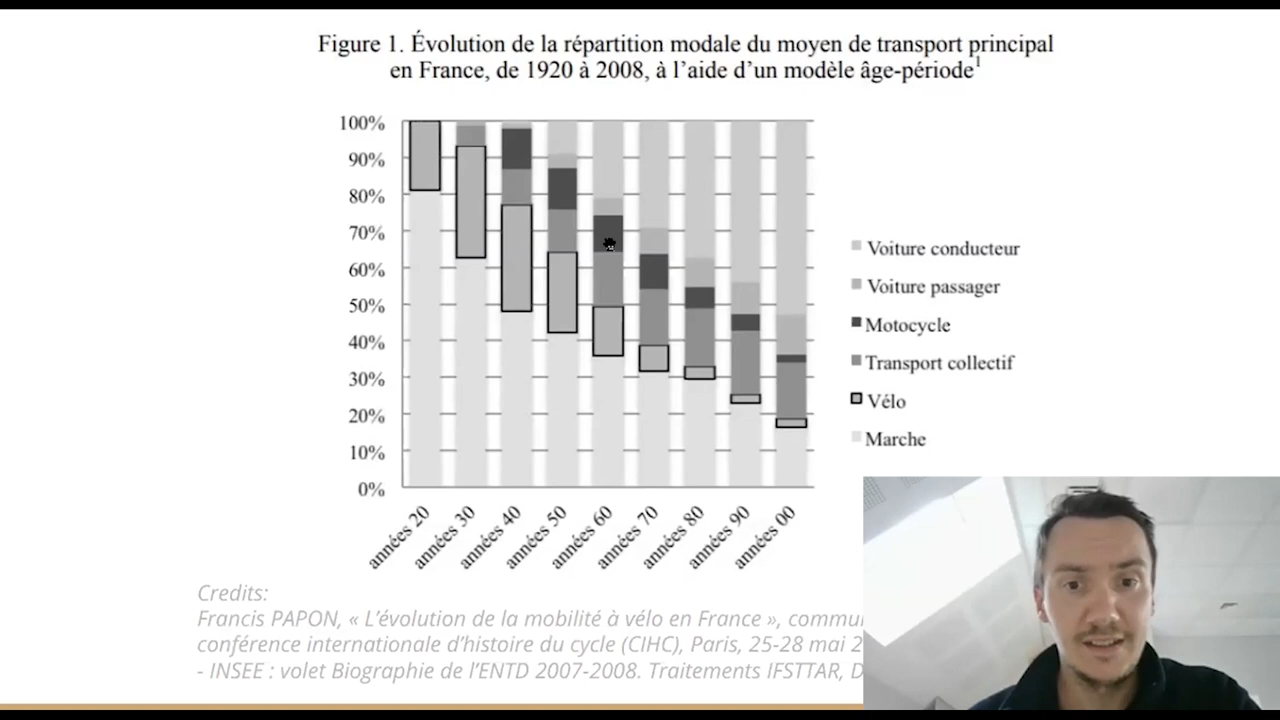 Figure 1. Évolution de la répartition modale du moyen de transport principal
en France, de 1920 à 2008, à l’aide d’un modèle âge-période1
100%
90%
80%
70%
60%
50%
40%
30%
20%
10%
0%
années 20
années 30
années 40
années 50
années 60
années 70
années 80
années 90
années 00
Voiture conducteur
Voiture passager
Motocycle
Transport collectif
Vélo
Marche
Credits:
Francis PAPON, « L’évolution de la mobilité à vélo en France »,
conférence internationale d’histoire du cycle (CIHC), Paris, 25-28 mai
- INSEE : volet Biographie de l’ENTD 2007-2008. Traitements IFSTTAR,